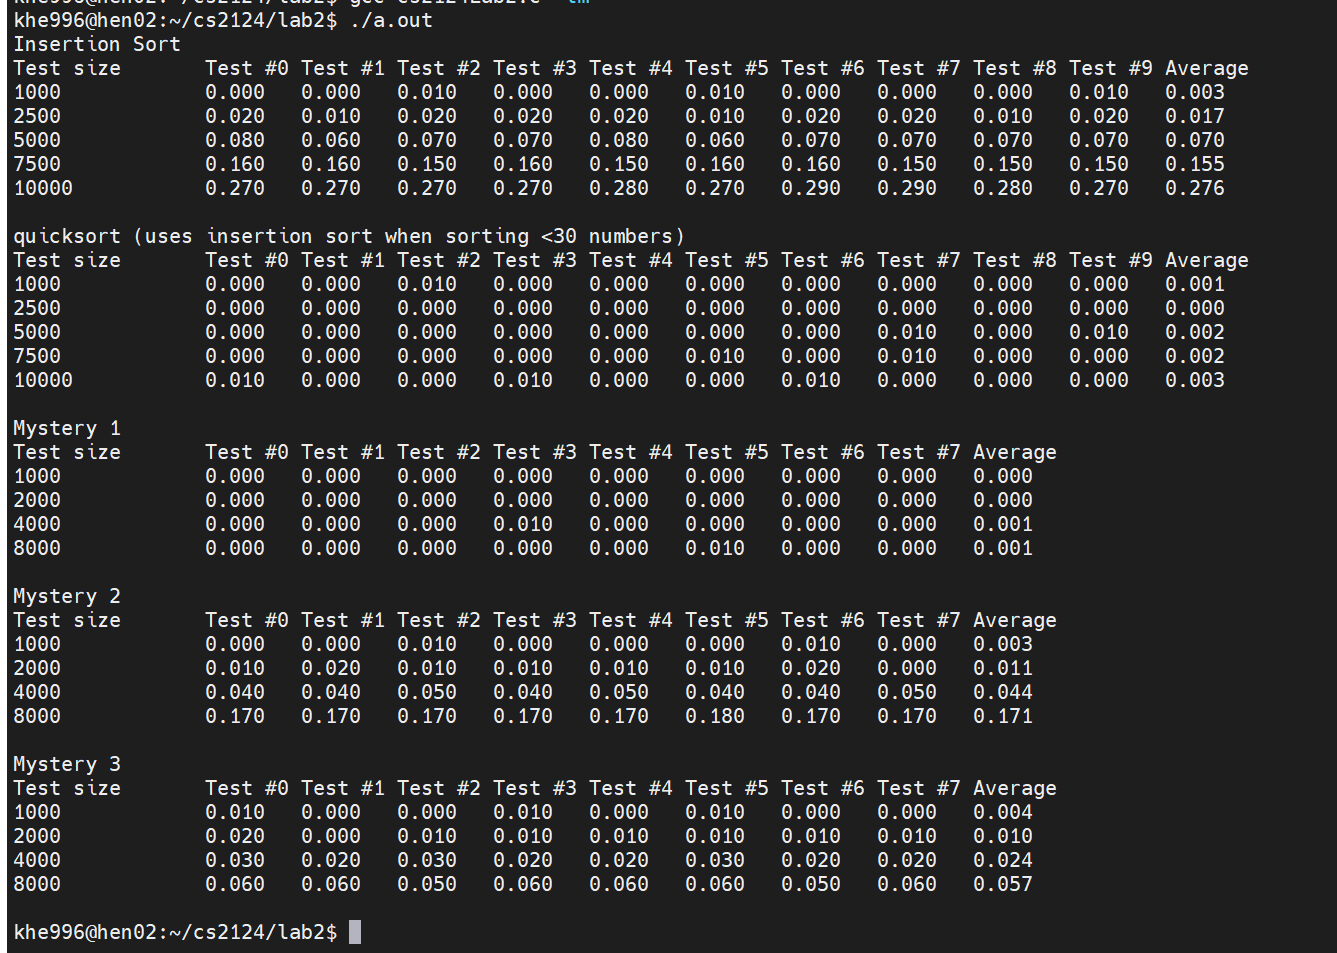 khe996@hen02:~/cs2124/lab2$ gcc cs2124Lab2.c -lm
khe996@hen02:~/cs2124/lab2$ ./a.out
Insertion Sort
Test size       Test #0 Test #1 Test #2 Test #3 Test #4 Test #5 Test #6 Test #7 Test #8 Test #9 Average
1000            0.000   0.000   0.010   0.000   0.000   0.010   0.000   0.000   0.000   0.010   0.003
2500            0.020   0.010   0.020   0.020   0.020   0.010   0.020   0.020   0.010   0.020   0.017
5000            0.080   0.060   0.070   0.070   0.080   0.060   0.070   0.070   0.070   0.070   0.070
7500            0.160   0.160   0.150   0.160   0.150   0.160   0.160   0.150   0.150   0.150   0.155
10000           0.270   0.270   0.270   0.270   0.280   0.270   0.290   0.290   0.280   0.270   0.276
quicksort (uses insertion sort when sorting <30 numbers)
Test size       Test #0 Test #1 Test #2 Test #3 Test #4 Test #5 Test #6 Test #7 Test #8 Test #9 Average
1000            0.000   0.000   0.010   0.000   0.000   0.000   0.000   0.000   0.000   0.000   0.001
2500            0.000   0.000   0.000   0.000   0.000   0.000   0.000   0.000   0.000   0.000   0.000
5000            0.000   0.000   0.000   0.000   0.000   0.000   0.000   0.010   0.000   0.010   0.002
7500            0.000   0.000   0.000   0.000   0.000   0.010   0.000   0.010   0.000   0.000   0.002
10000           0.010   0.000   0.000   0.010   0.000   0.000   0.010   0.000   0.000   0.000   0.003
Mystery 1
Test size       Test #0 Test #1 Test #2 Test #3 Test #4 Test #5 Test #6 Test #7 Average
1000            0.000   0.000   0.000   0.000   0.000   0.000   0.000   0.000   0.000
2000            0.000   0.000   0.000   0.000   0.000   0.000   0.000   0.000   0.000
4000            0.000   0.000   0.000   0.010   0.000   0.000   0.000   0.000   0.001
8000            0.000   0.000   0.000   0.000   0.000   0.010   0.000   0.000   0.001
Mystery 2
Test size       Test #0 Test #1 Test #2 Test #3 Test #4 Test #5 Test #6 Test #7 Average
1000            0.000   0.000   0.010   0.000   0.000   0.000   0.010   0.000   0.003
2000            0.010   0.020   0.010   0.010   0.010   0.010   0.020   0.000   0.011
4000            0.040   0.040   0.050   0.040   0.050   0.040   0.040   0.050   0.044
8000            0.170   0.170   0.170   0.170   0.170   0.180   0.170   0.170   0.171
Mystery 3
Test size       Test #0 Test #1 Test #2 Test #3 Test #4 Test #5 Test #6 Test #7 Average
1000            0.010   0.000   0.000   0.010   0.000   0.010   0.000   0.000   0.004
2000            0.020   0.000   0.010   0.010   0.010   0.010   0.010   0.010   0.010
4000            0.030   0.020   0.030   0.020   0.020   0.030   0.020   0.020   0.024
8000            0.060   0.060   0.050   0.060   0.060   0.060   0.050   0.060   0.057
khe996@hen02:~/cs2124/lab2$